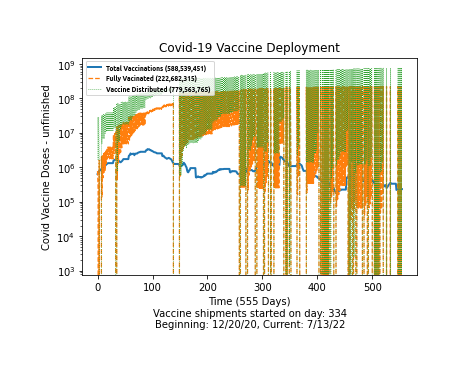 Covid-19 Vaccine Deployment
Total Vaccinations (588,539,451)
Fully Vacinated (222,682,315)
Vaccine Distributed (779,563,765)
Covid Vaccine Doses - unfinished
10⁹
10⁸
10⁷
10⁶
10⁵
10⁴
10³
0 100 200 300 400 500
Time (555 Days)
Vaccine shipments started on day: 334
Beginning: 12/20/20, Current: 7/13/22